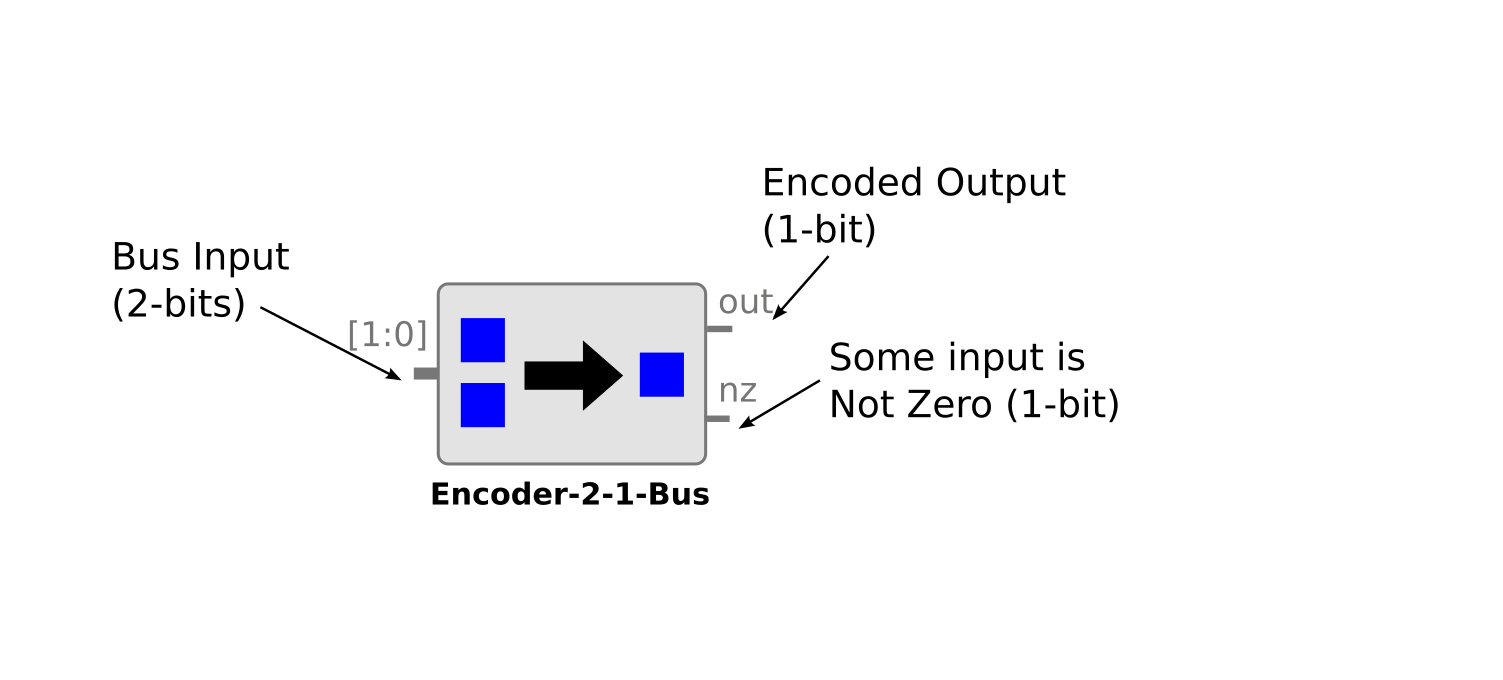 Encoded Output
(1-bit)
Bus Input
(2-bits)
[1:0]
out
nz
Some input is
Not Zero (1-bit)
Encoder-2-1-Bus